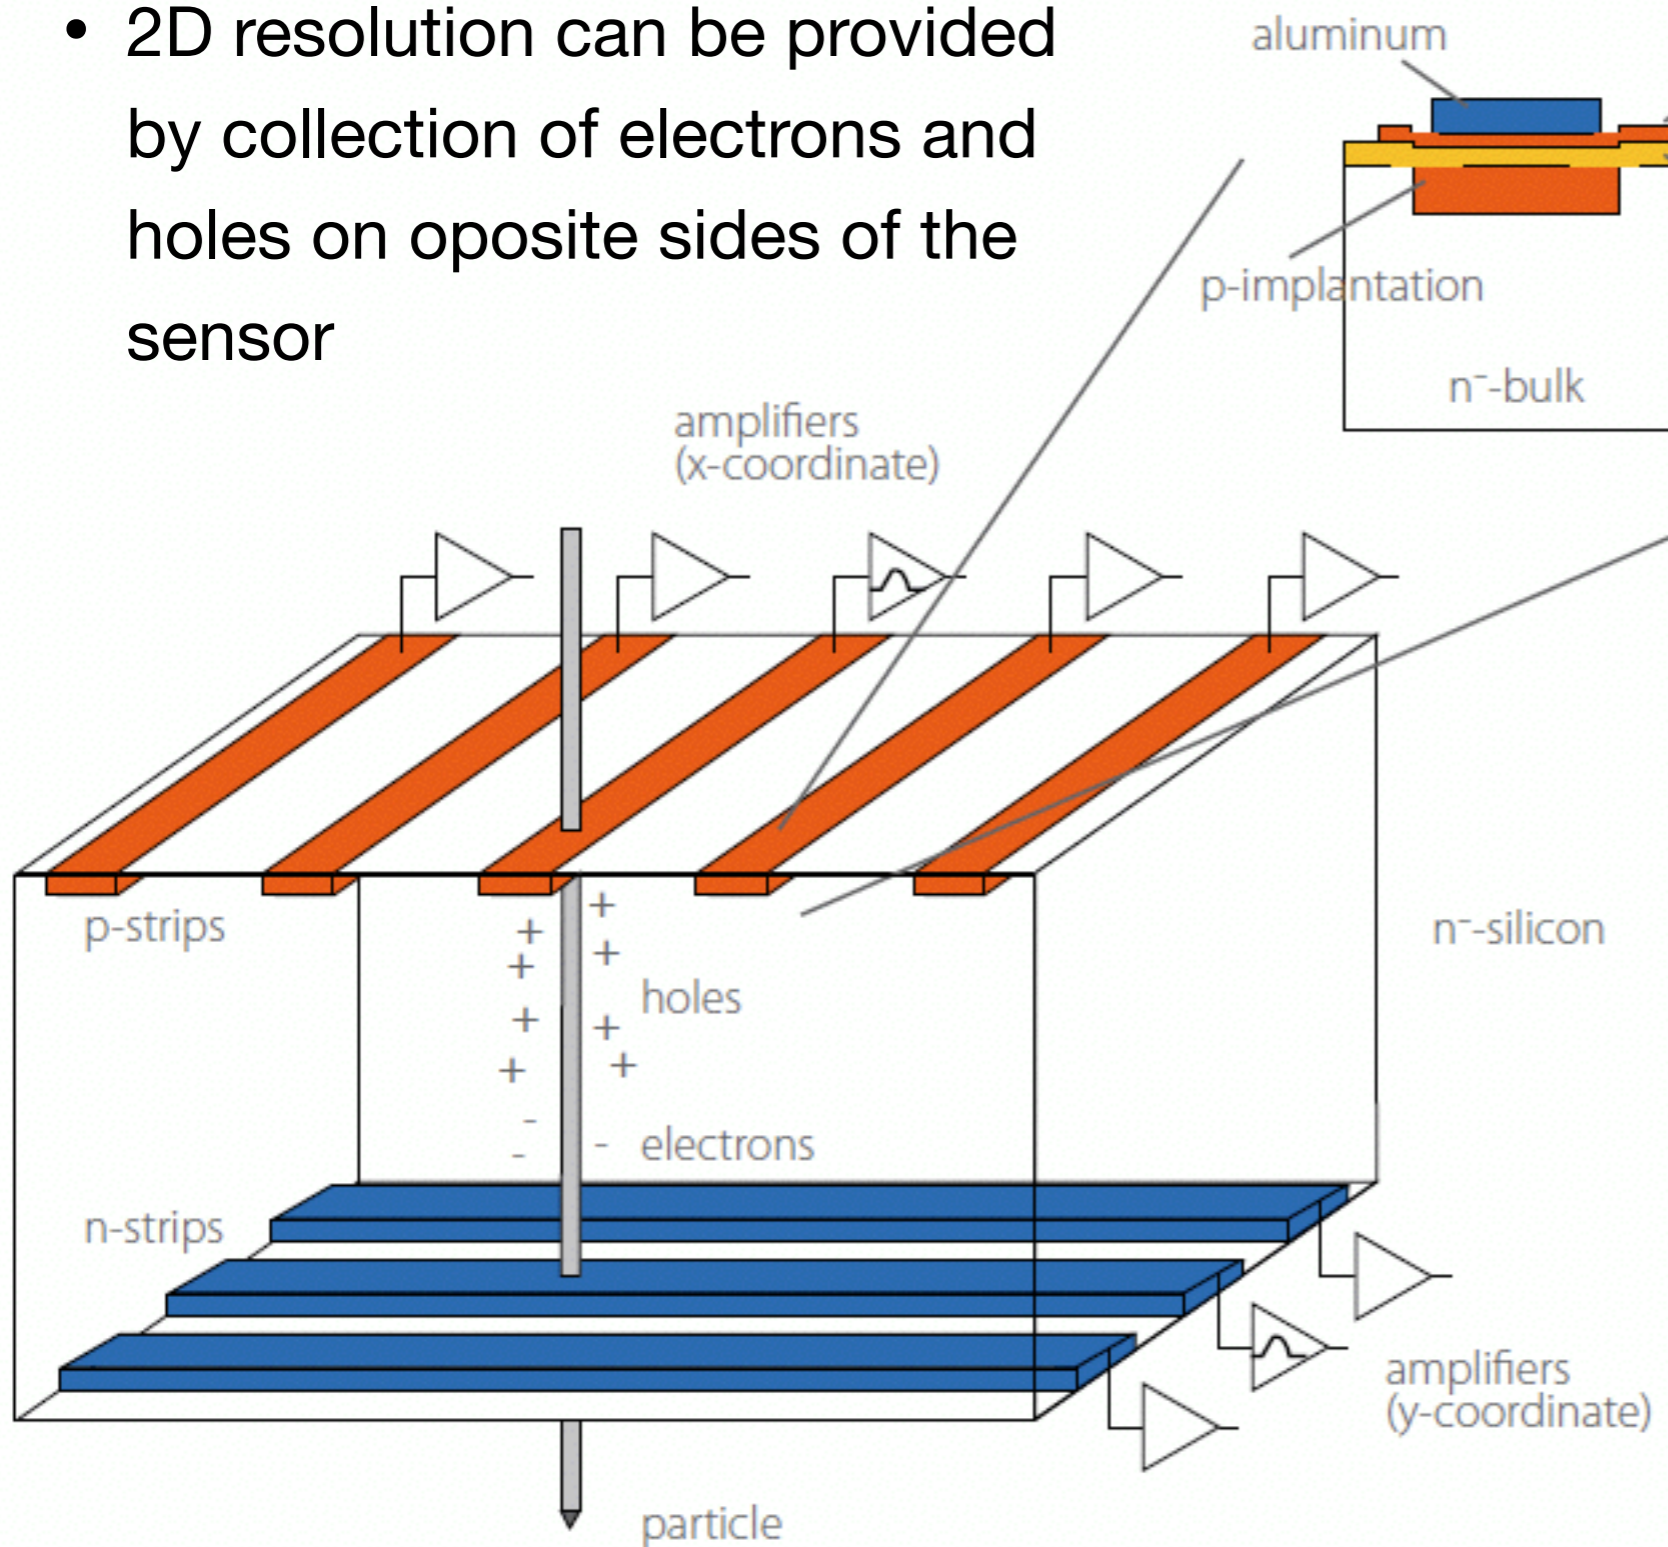 • 2D resolution can be provided
by collection of electrons and
holes on oposite sides of the
sensor
aluminum
p-implantation
n⁻-bulk
amplifiers
(x-coordinate)
p-strips
+
+
+
+
holes
+
+
+
+
n⁻-silicon
-
-
- electrons
n-strips
amplifiers
(y-coordinate)
particle